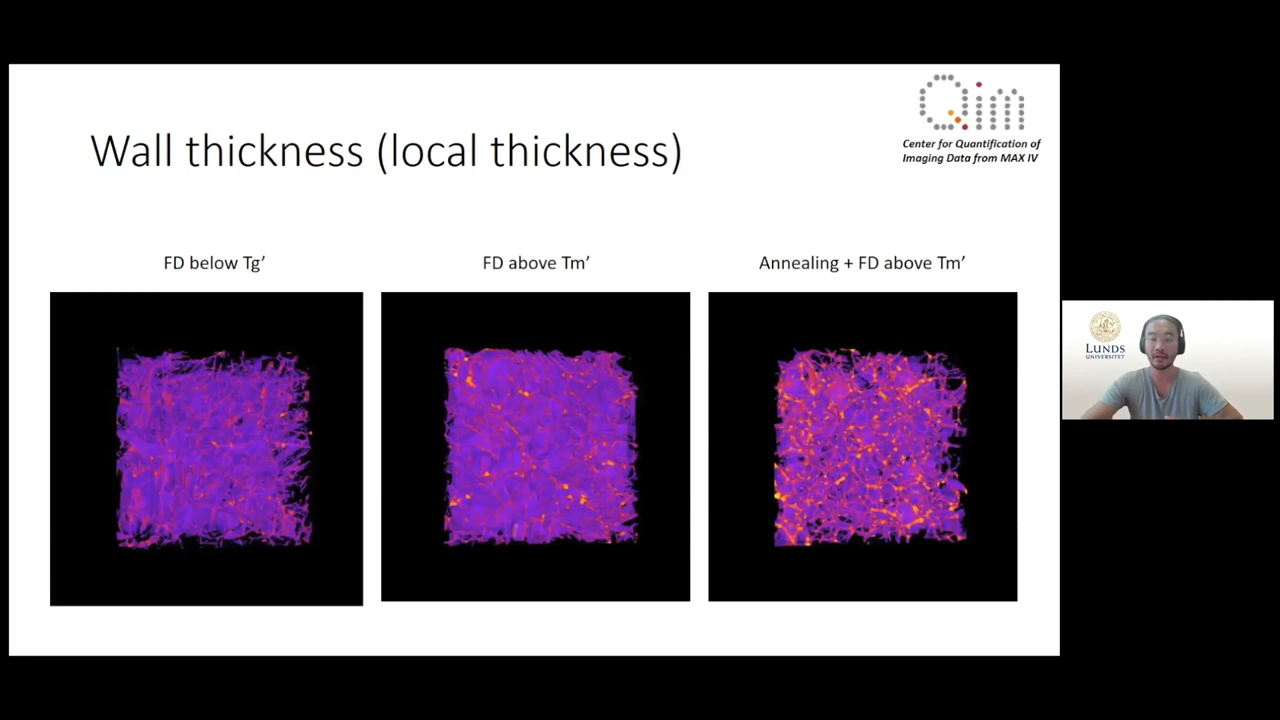 Qim
Center for Quantification of
Imaging Data from MAX IV
Wall thickness (local thickness)
FD below Tg’
FD above Tm’
Annealing + FD above Tm’
LUNDS
UNIVERSITET